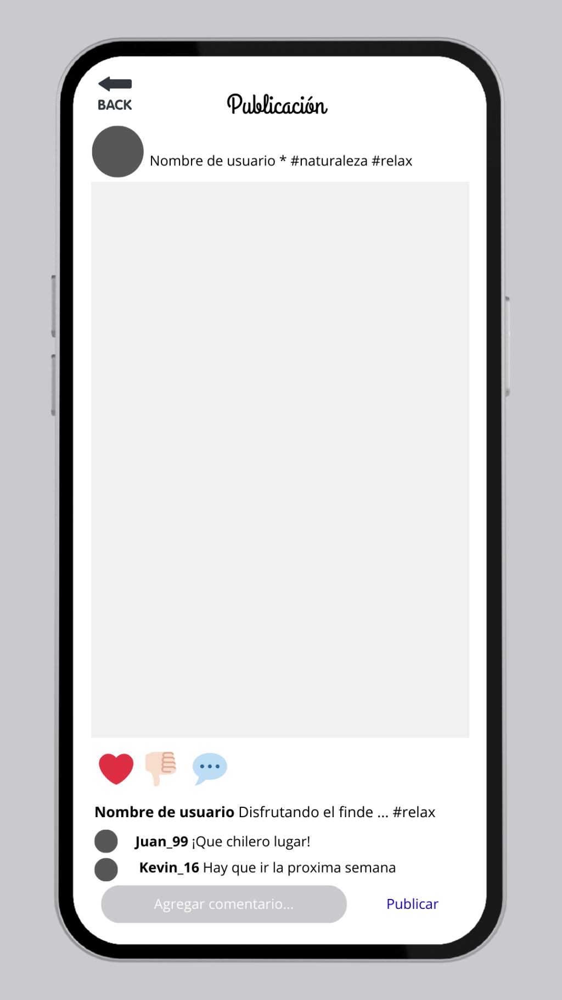 BACK
Publicación
Nombre de usuario * #naturaleza #relax
Nombre de usuario Disfrutando el finde ... #relax
Juan_99 ¡Que chilero lugar!
Kevin_16 Hay que ir la proxima semana
Agregar comentario...
Publicar